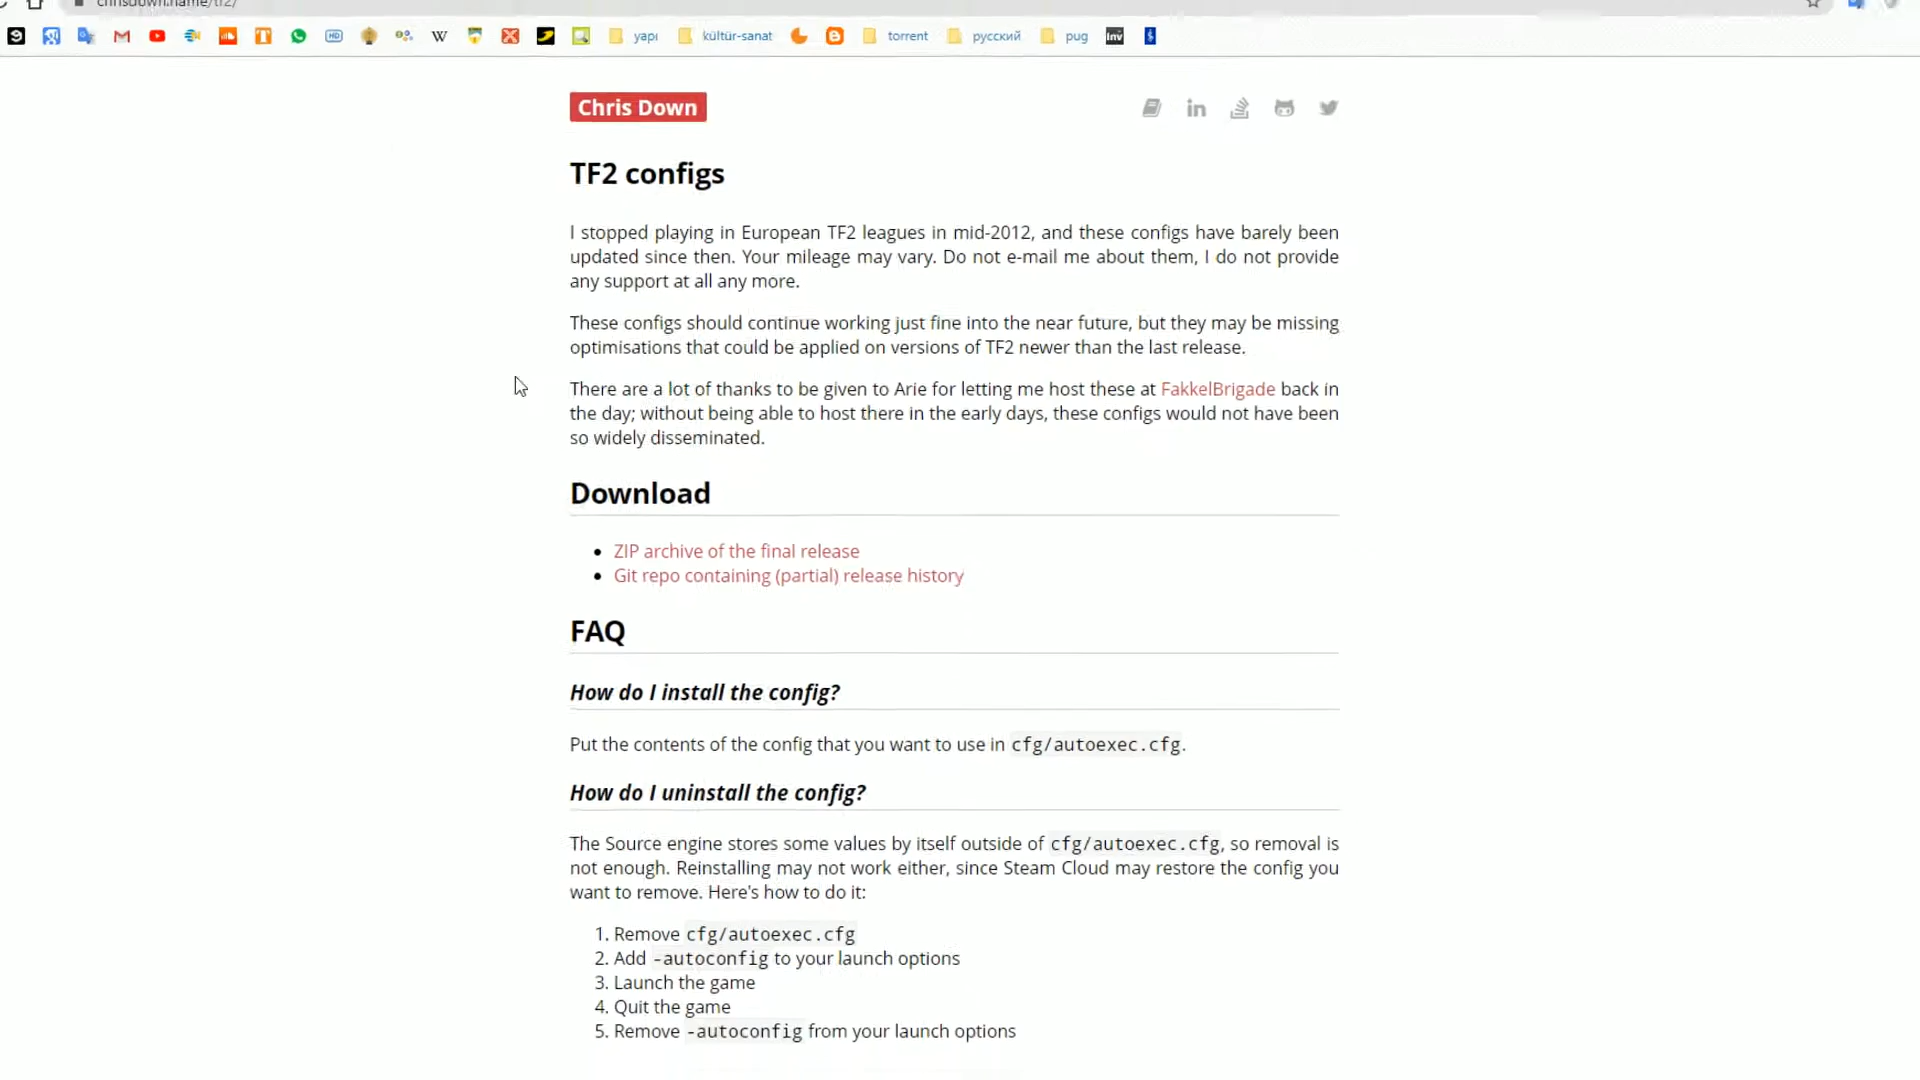 chrisdown.name/tf2/
yapı
kültür-sanat
torrent
русский
pug
Inv
Chris Down
TF2 configs
I stopped playing in European TF2 leagues in mid-2012, and these configs have barely been
updated since then. Your mileage may vary. Do not e-mail me about them, I do not provide
any support at all any more.
These configs should continue working just fine into the near future, but they may be missing
optimisations that could be applied on versions of TF2 newer than the last release.
There are a lot of thanks to be given to Arie for letting me host these at FakkelBrigade back in
the day; without being able to host there in the early days, these configs would not have been
so widely disseminated.
Download
• ZIP archive of the final release
• Git repo containing (partial) release history
FAQ
How do I install the config?
Put the contents of the config that you want to use in cfg/autoexec.cfg.
How do I uninstall the config?
The Source engine stores some values by itself outside of cfg/autoexec.cfg, so removal is
not enough. Reinstalling may not work either, since Steam Cloud may restore the config you
want to remove. Here's how to do it:
1. Remove cfg/autoexec.cfg
2. Add -autoconfig to your launch options
3. Launch the game
4. Quit the game
5. Remove -autoconfig from your launch options